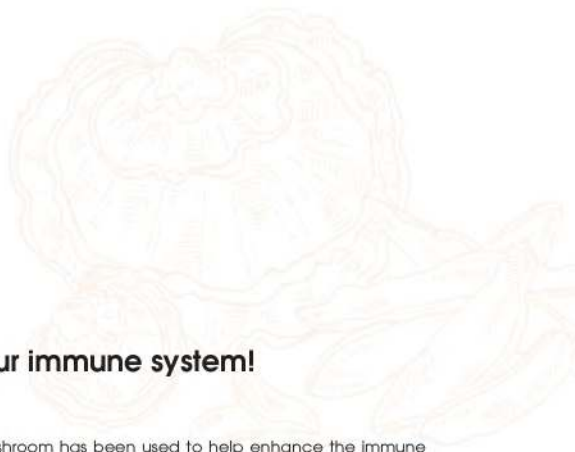 ur immune system!
shroom has been used to help enhance the immune